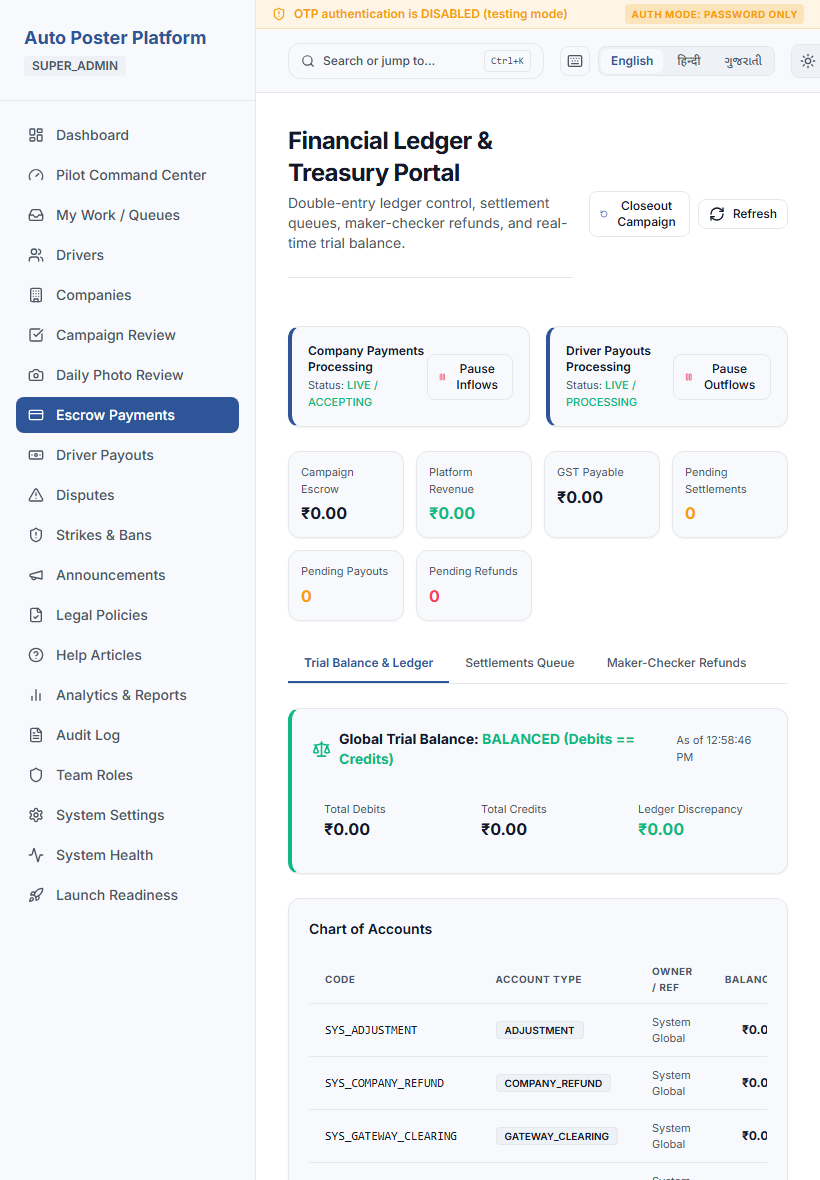 OTP authentication is DISABLED (testing mode)
AUTH MODE: PASSWORD ONLY
Auto Poster Platform
SUPER_ADMIN
Search or jump to...
Ctrl+K
English
हिन्दी
ગુજરાતી
Dashboard
Pilot Command Center
My Work / Queues
Drivers
Companies
Campaign Review
Daily Photo Review
Escrow Payments
Driver Payouts
Disputes
Strikes & Bans
Announcements
Legal Policies
Help Articles
Analytics & Reports
Audit Log
Team Roles
System Settings
System Health
Launch Readiness
Financial Ledger &
Treasury Portal
Double-entry ledger control, settlement
queues, maker-checker refunds, and real-
time trial balance.
Closeout
Campaign
Refresh
Company Payments
Processing
Status: LIVE /
ACCEPTING
Pause
Inflows
Driver Payouts
Processing
Status: LIVE /
PROCESSING
Pause
Outflows
Campaign
Escrow
₹0.00
Platform
Revenue
₹0.00
GST Payable
₹0.00
Pending
Settlements
0
Pending Payouts
0
Pending Refunds
0
Trial Balance & Ledger
Settlements Queue
Maker-Checker Refunds
Global Trial Balance: BALANCED (Debits ==
Credits)
As of 12:58:46
PM
Total Debits
₹0.00
Total Credits
₹0.00
Ledger Discrepancy
₹0.00
Chart of Accounts
CODE
ACCOUNT TYPE
OWNER
/ REF
BALANC
SYS_ADJUSTMENT
ADJUSTMENT
System
Global
₹0.0
SYS_COMPANY_REFUND
COMPANY_REFUND
System
Global
₹0.0
SYS_GATEWAY_CLEARING
GATEWAY_CLEARING
System
Global
₹0.0